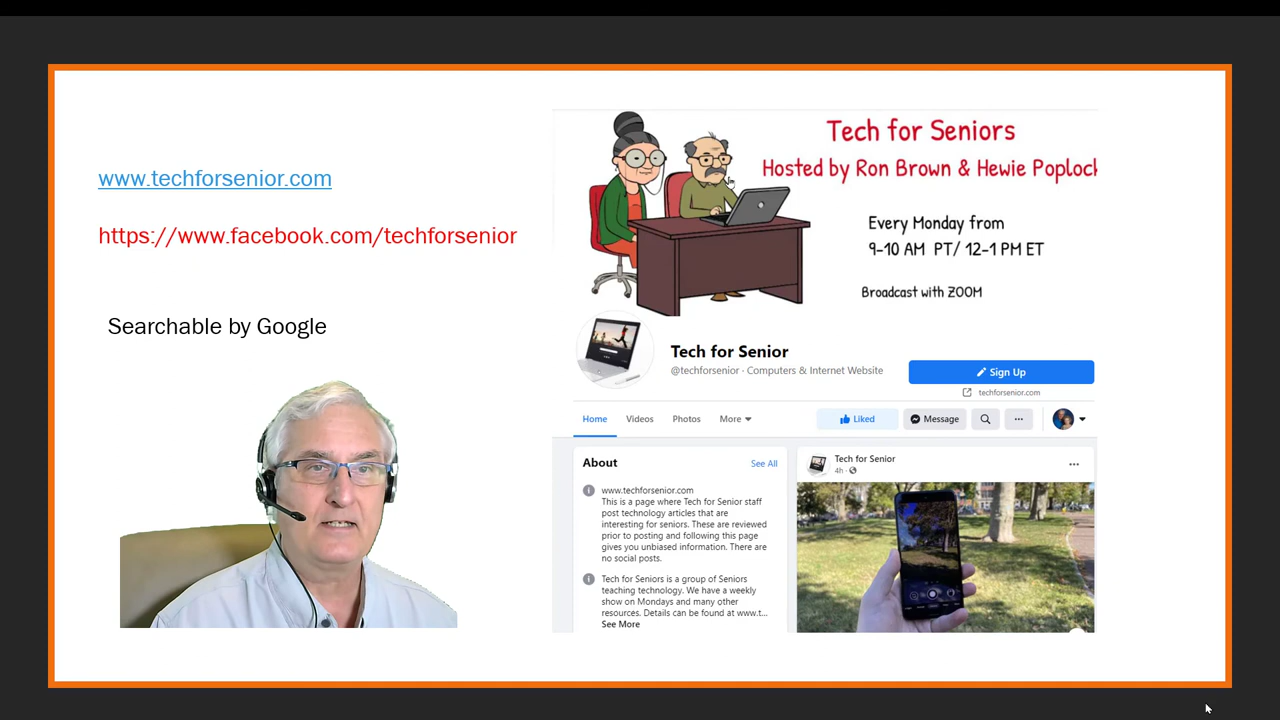 www.techforsenior.com
https://www.facebook.com/techforsenior
Searchable by Google
Tech for Seniors
Hosted by Ron Brown & Hewie Poplock
Every Monday from
9-10 AM PT/ 12-1 PM ET
Broadcast with ZOOM
Tech for Senior
@techforsenior · Computers & Internet Website
Sign Up
techforsenior.com
Home Videos Photos More
Liked Message
About See All
www.techforsenior.com
This is a page where Tech for Senior staff
post technology articles that are
interesting for seniors. These are reviewed
prior to posting and following this page
gives you unbiased information. There are
no social posts.
Tech for Seniors is a group of Seniors
teaching technology. We have a weekly
show on Mondays and many other
resources. Details can be found at www.t...
See More
Tech for Senior
4h ·